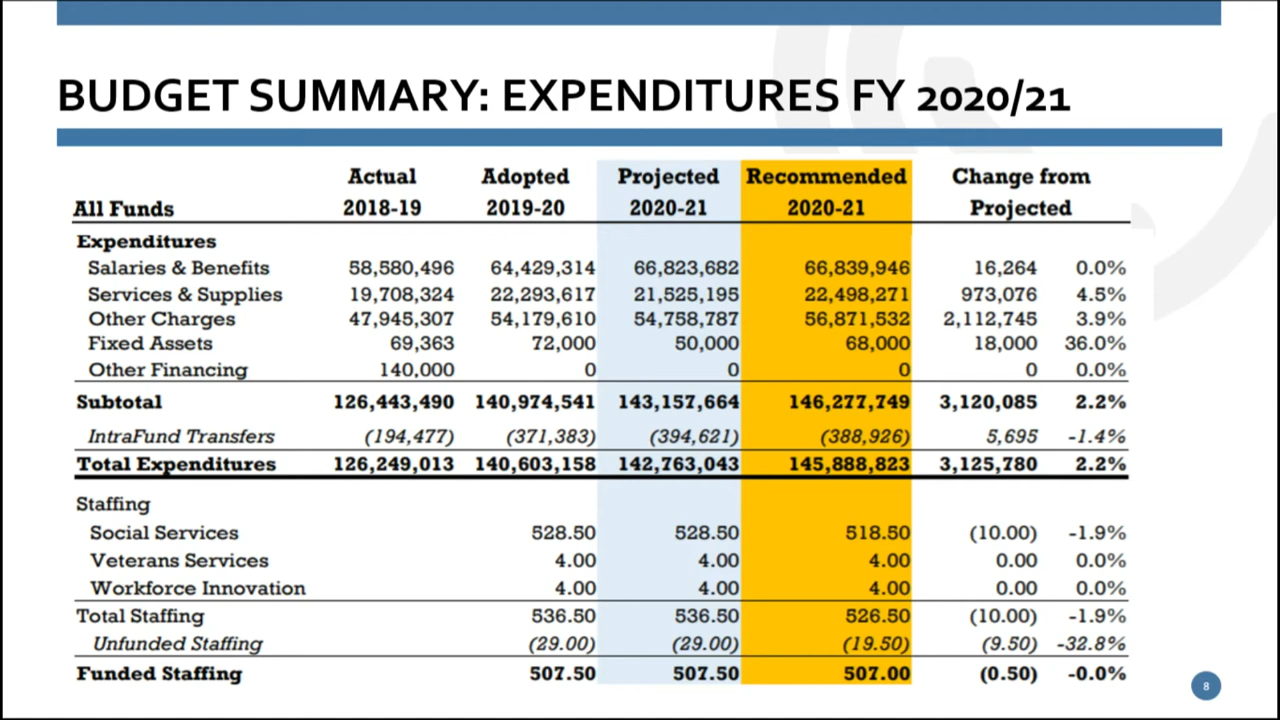 BUDGET SUMMARY: EXPENDITURES FY 2020/21
Actual Adopted Projected Recommended Change from
All Funds 2018-19 2019-20 2020-21 2020-21 Projected
Expenditures
Salaries & Benefits 58,580,496 64,429,314 66,823,682 66,839,946 16,264 0.0%
Services & Supplies 19,708,324 22,293,617 21,525,195 22,498,271 973,076 4.5%
Other Charges 47,945,307 54,179,610 54,758,787 56,871,532 2,112,745 3.9%
Fixed Assets 69,363 72,000 50,000 68,000 18,000 36.0%
Other Financing 140,000 0 0 0 0 0.0%
Subtotal 126,443,490 140,974,541 143,157,664 146,277,749 3,120,085 2.2%
IntraFund Transfers (194,477) (371,383) (394,621) (388,926) 5,695 -1.4%
Total Expenditures 126,249,013 140,603,158 142,763,043 145,888,823 3,125,780 2.2%
Staffing
Social Services 528.50 528.50 518.50 (10.00) -1.9%
Veterans Services 4.00 4.00 4.00 0.00 0.0%
Workforce Innovation 4.00 4.00 4.00 0.00 0.0%
Total Staffing 536.50 536.50 526.50 (10.00) -1.9%
Unfunded Staffing (29.00) (29.00) (19.50) (9.50) -32.8%
Funded Staffing 507.50 507.50 507.00 (0.50) -0.0%
8